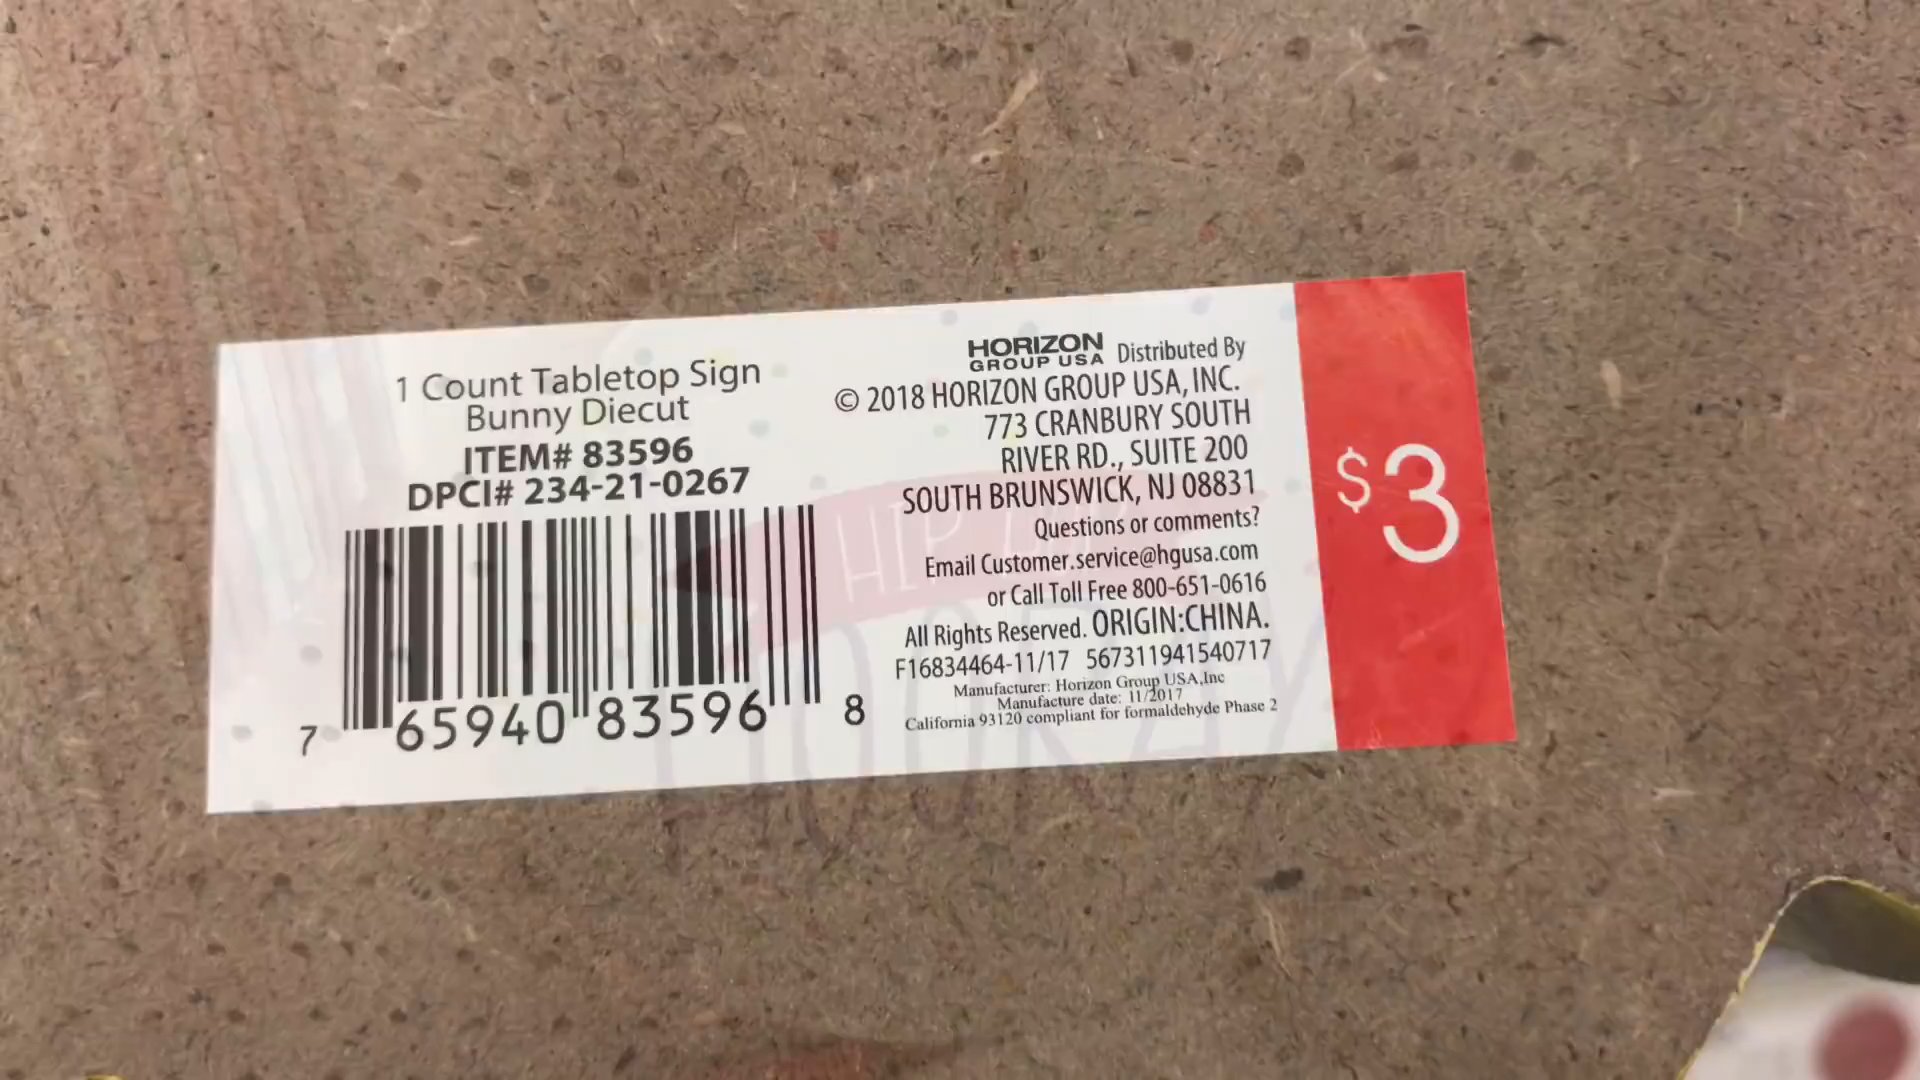 1 Count Tabletop Sign
Bunny Diecut
ITEM# 83596
DPCI# 234-21-0267
7 65940 83596 8
HORIZON
GROUP USA Distributed By
© 2018 HORIZON GROUP USA, INC.
773 CRANBURY SOUTH
RIVER RD., SUITE 200
SOUTH BRUNSWICK, NJ 08831
Questions or comments?
Email Customer.service@hgusa.com
or Call Toll Free 800-651-0616
All Rights Reserved. ORIGIN:CHINA.
F16834464-11/17 567311941540717
Manufacturer: Horizon Group USA,Inc
Manufacture date: 11/2017
California 93120 compliant for formaldehyde Phase 2
$3
HIP